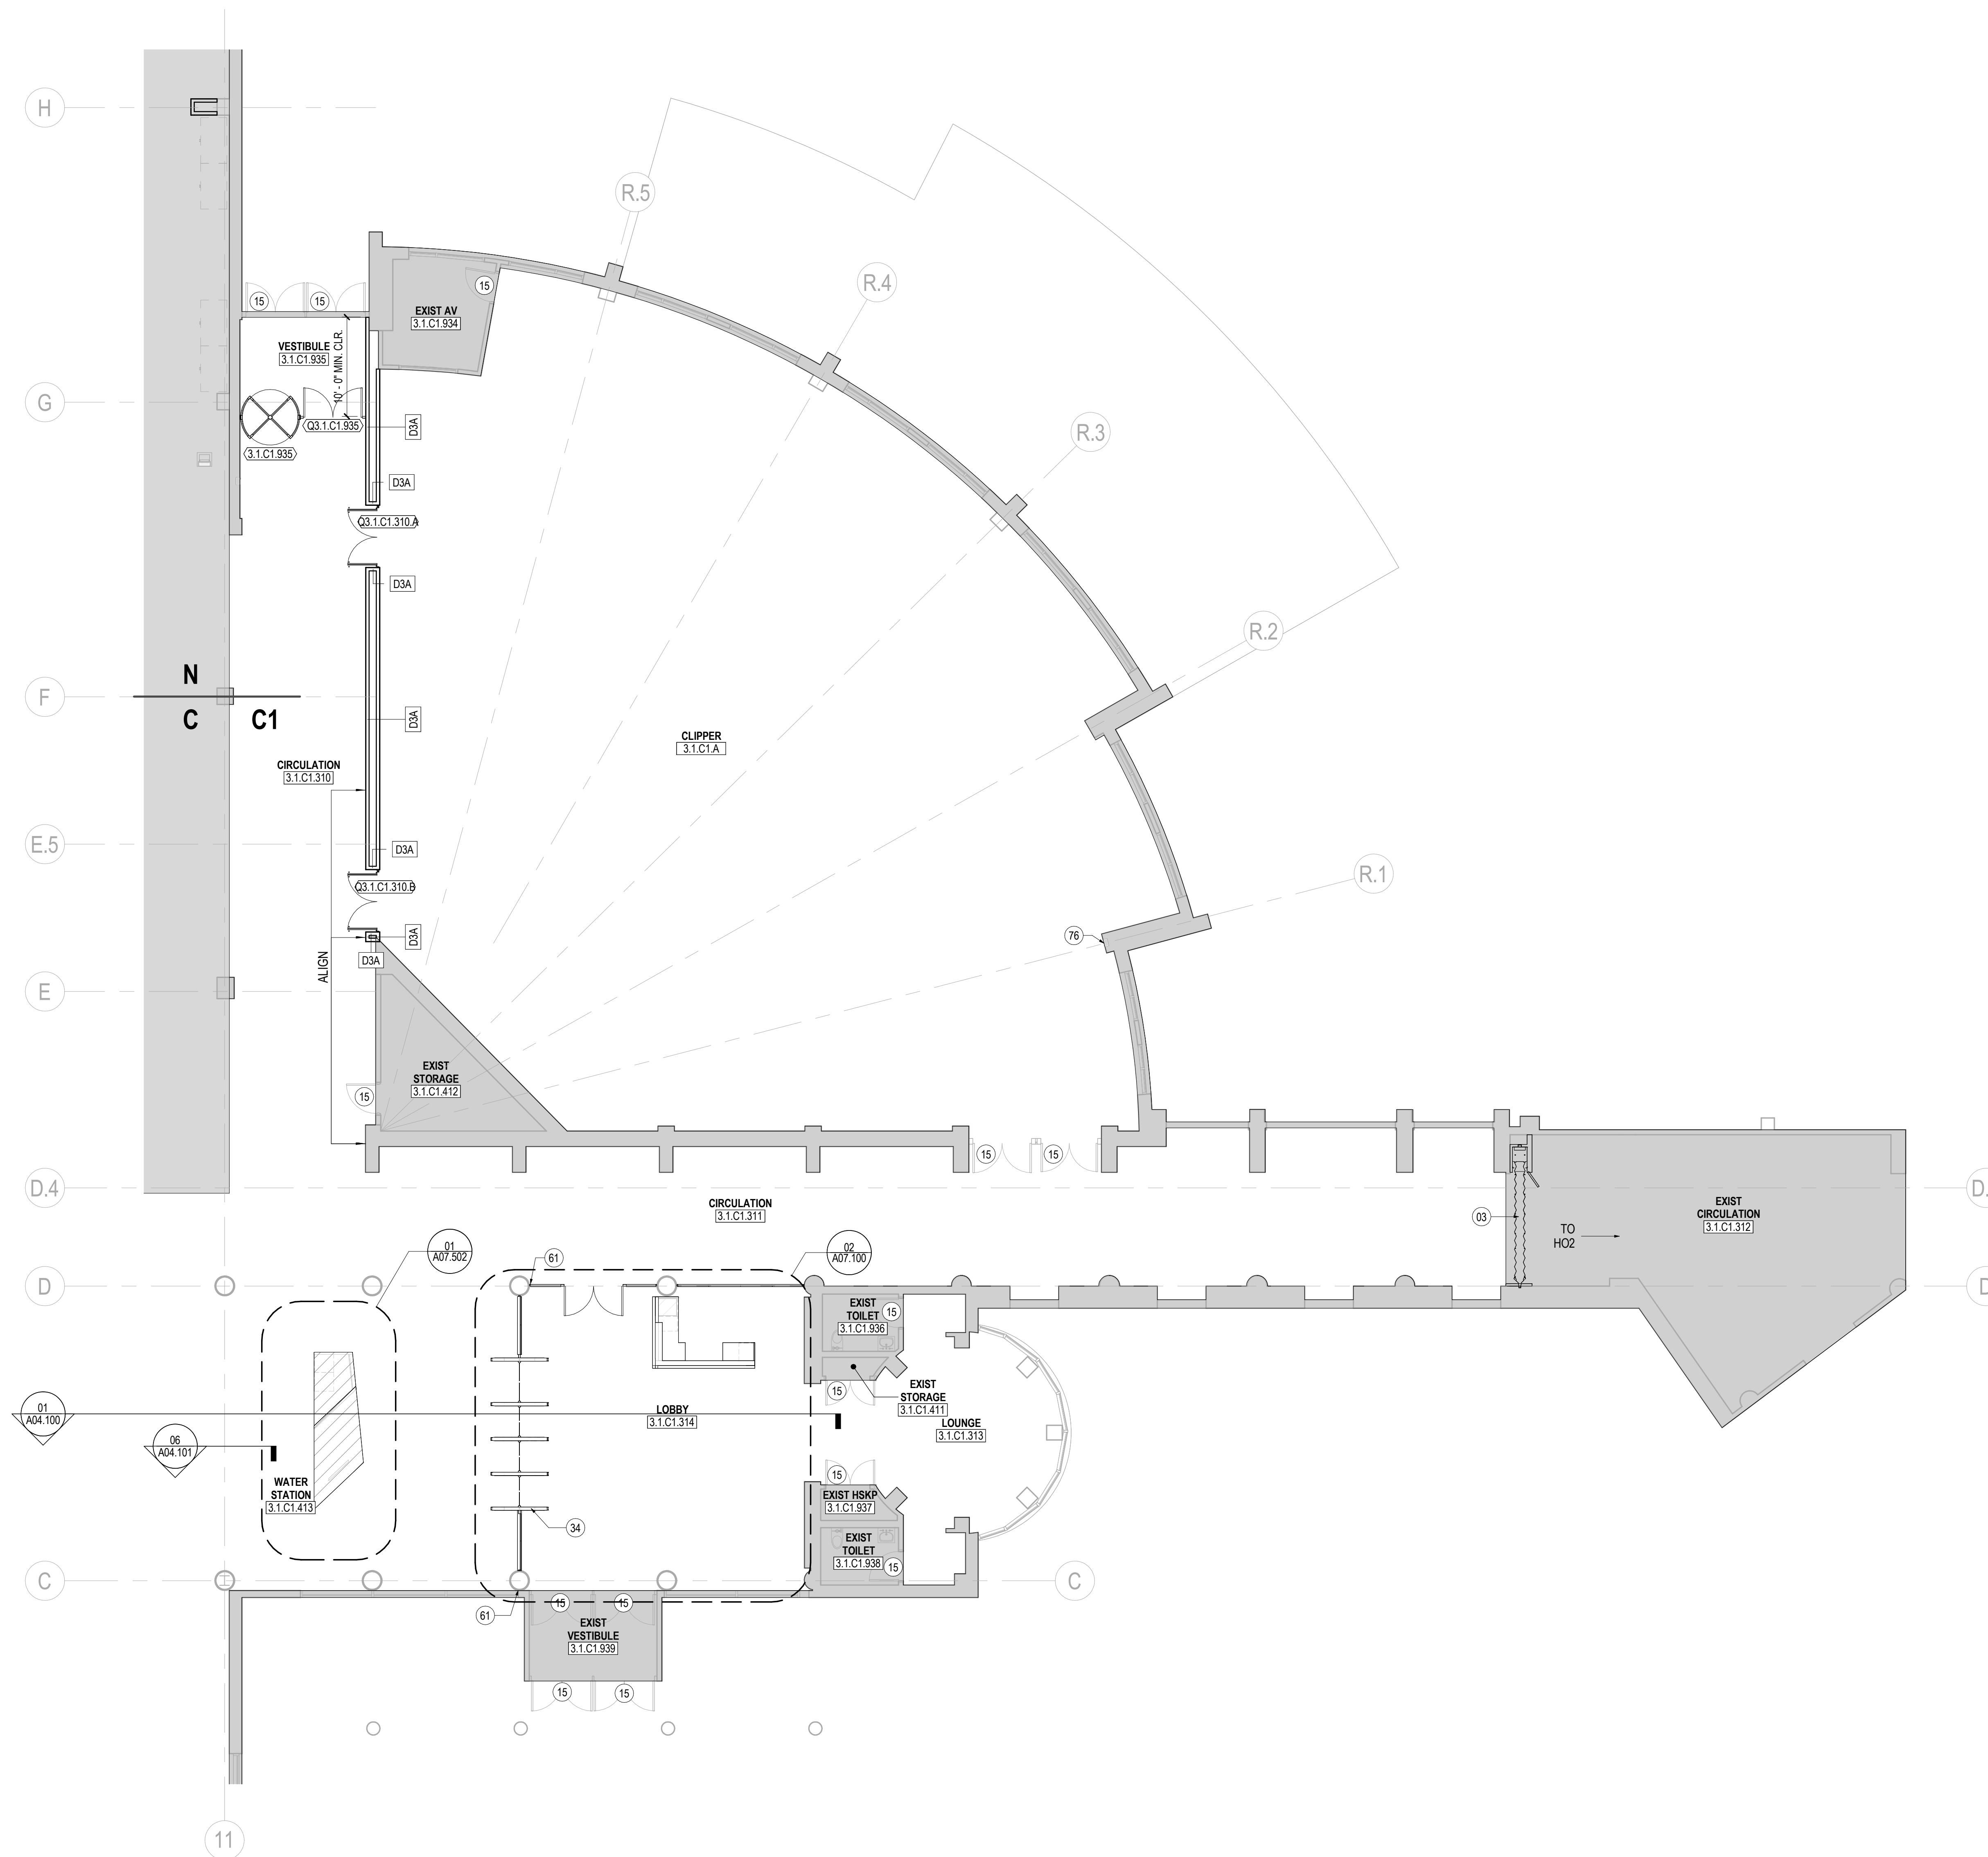 H
R.5
R.4
15
EXIST AV
3.1.C1.934
15
15
VESTIBULE
3.1.C1.935
10' - 0" MIN. CLR.
G
Q3.1.C1.935
D3A
R.3
3.1.C1.935
D3A
Q3.1.C1.310.A
D3A
R.2
N
F
C
C1
D3A
CLIPPER
3.1.C1.A
CIRCULATION
3.1.C1.310
E.5
D3A
R.1
Q3.1.C1.310.B
D3A
76
D3A
ALIGN
E
EXIST
STORAGE
3.1.C1.412
15
15
15
D.4
CIRCULATION
3.1.C1.311
EXIST
CIRCULATION
3.1.C1.312
03
TO
HO2
01
A07.502
61
02
A07.100
D
D
EXIST
TOILET
3.1.C1.936
15
15
EXIST
STORAGE
3.1.C1.411
01
A04.100
LOBBY
3.1.C1.314
LOUNGE
3.1.C1.313
06
A04.101
WATER
STATION
3.1.C1.413
15
EXIST HSKP
3.1.C1.937
34
EXIST
TOILET
3.1.C1.938
15
C
C
61
15
15
EXIST
VESTIBULE
3.1.C1.939
15
15
11